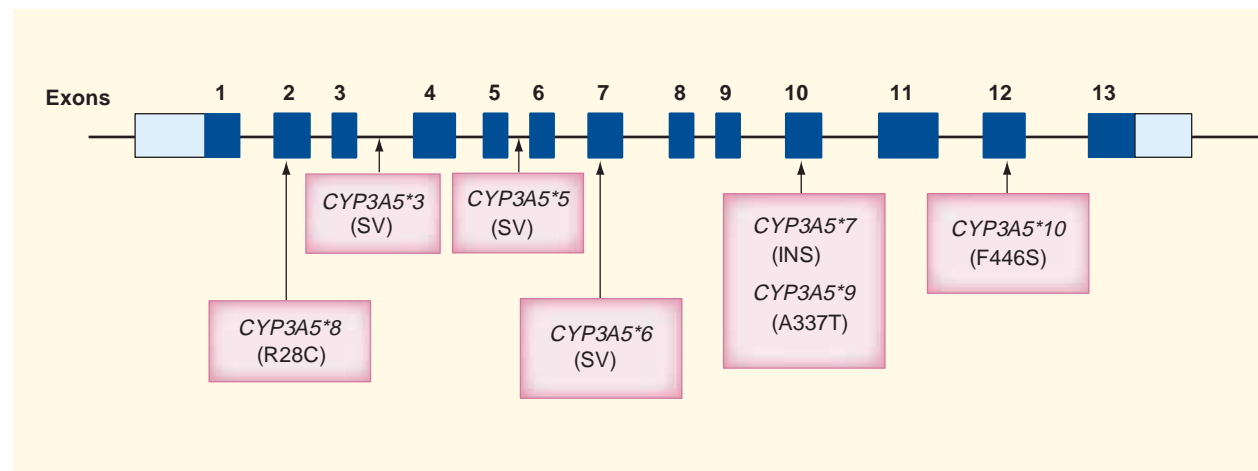 Exons 1 2 3 4 5 6 7 8 9 10 11 12 13
CYP3A5*3
(SV)
CYP3A5*5
(SV)
CYP3A5*7
(INS)
CYP3A5*9
(A337T)
CYP3A5*10
(F446S)
CYP3A5*8
(R28C)
CYP3A5*6
(SV)